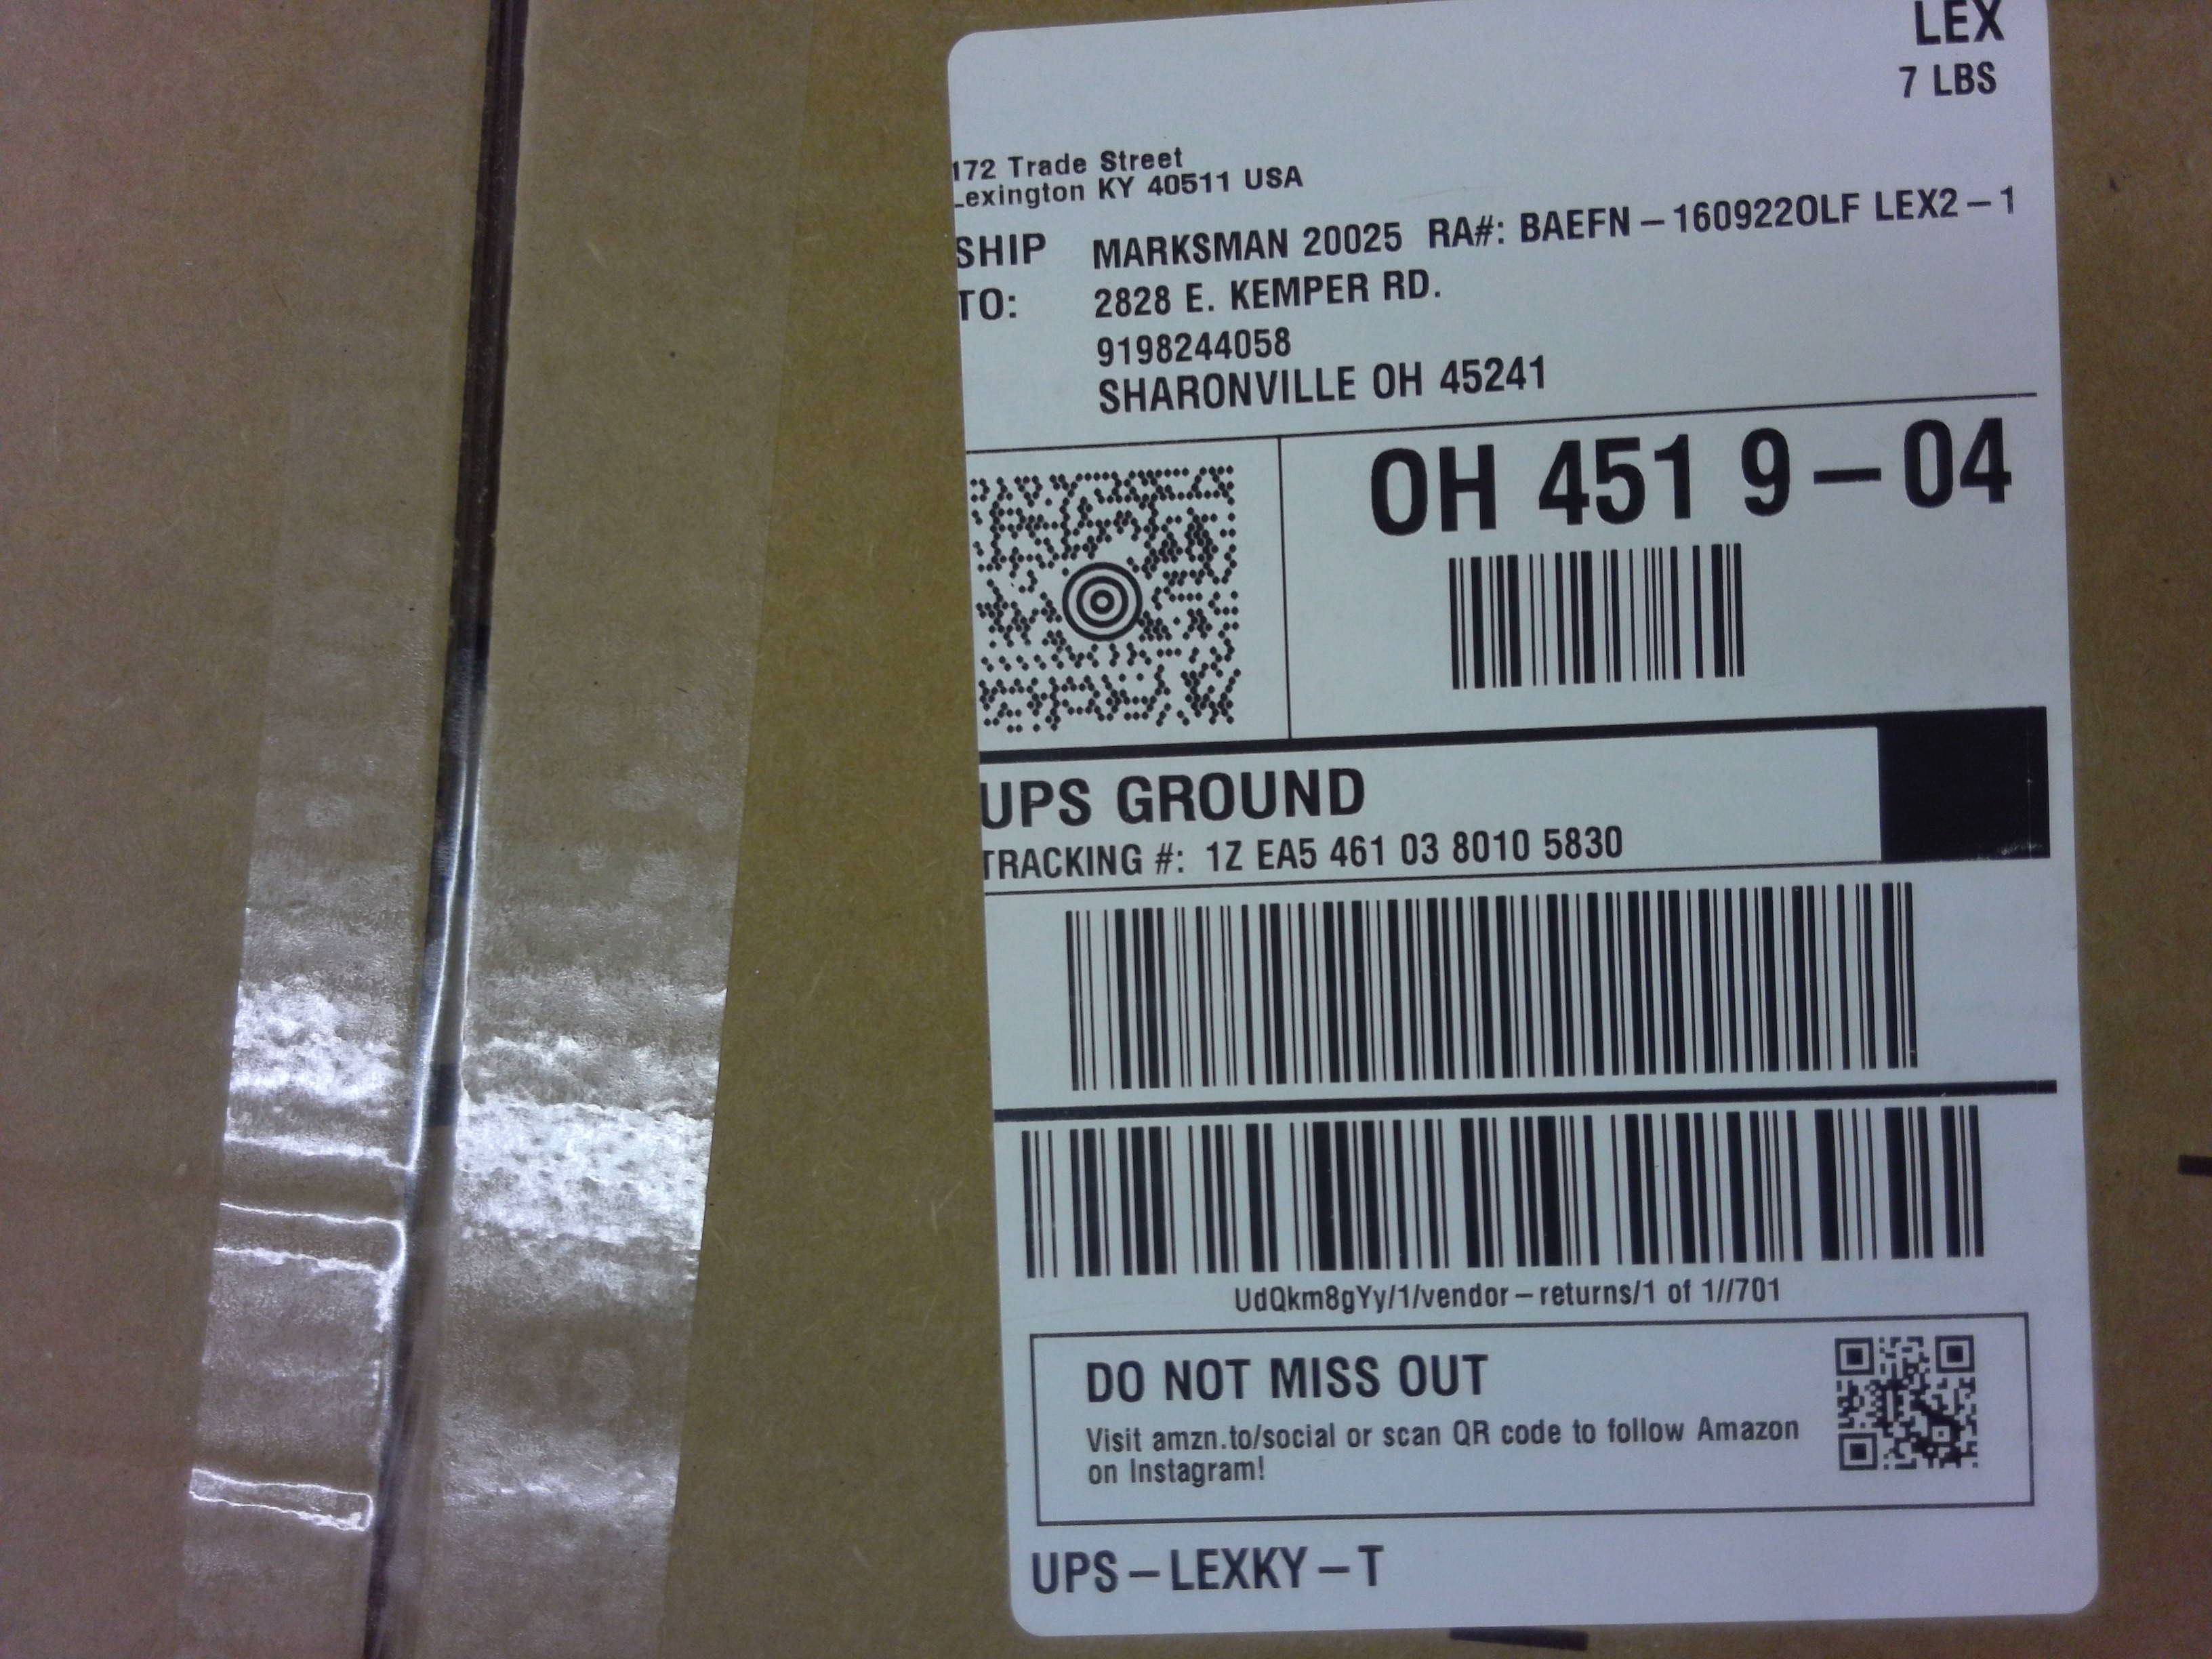 LEX
7 LBS
172 Trade Street
Lexington KY 40511 USA
SHIP MARKSMAN 20025 RA#: BAEFN-160922OLF LEX2-1
TO: 2828 E. KEMPER RD.
9198244058
SHARONVILLE OH 45241
OH 451 9-04
UPS GROUND
TRACKING #: 1Z EA5 461 03 8010 5830
UdQkm8gYy/1/vendor-returns/1 of 1//701
DO NOT MISS OUT
Visit amzn.to/social or scan QR code to follow Amazon
on Instagram!
UPS-LEXKY-T